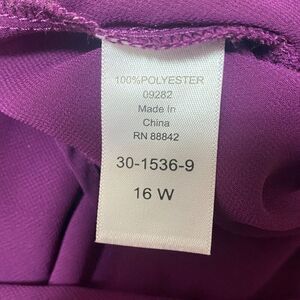 100%POLYESTER
09282
Made In
China
RN 88842
30-1536-9
16 W